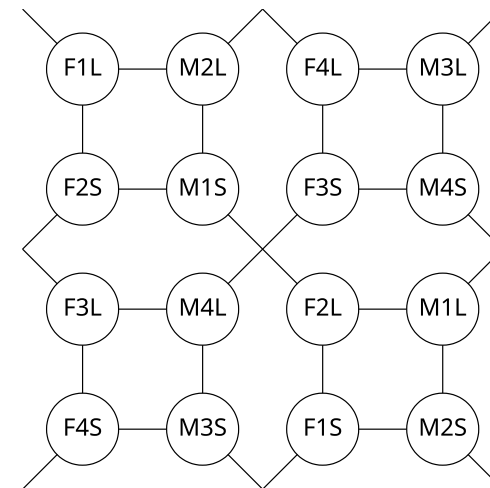 F1L M2L F4L M3L
F2S M1S F3S M4S
F3L M4L F2L M1L
F4S M3S F1S M2S